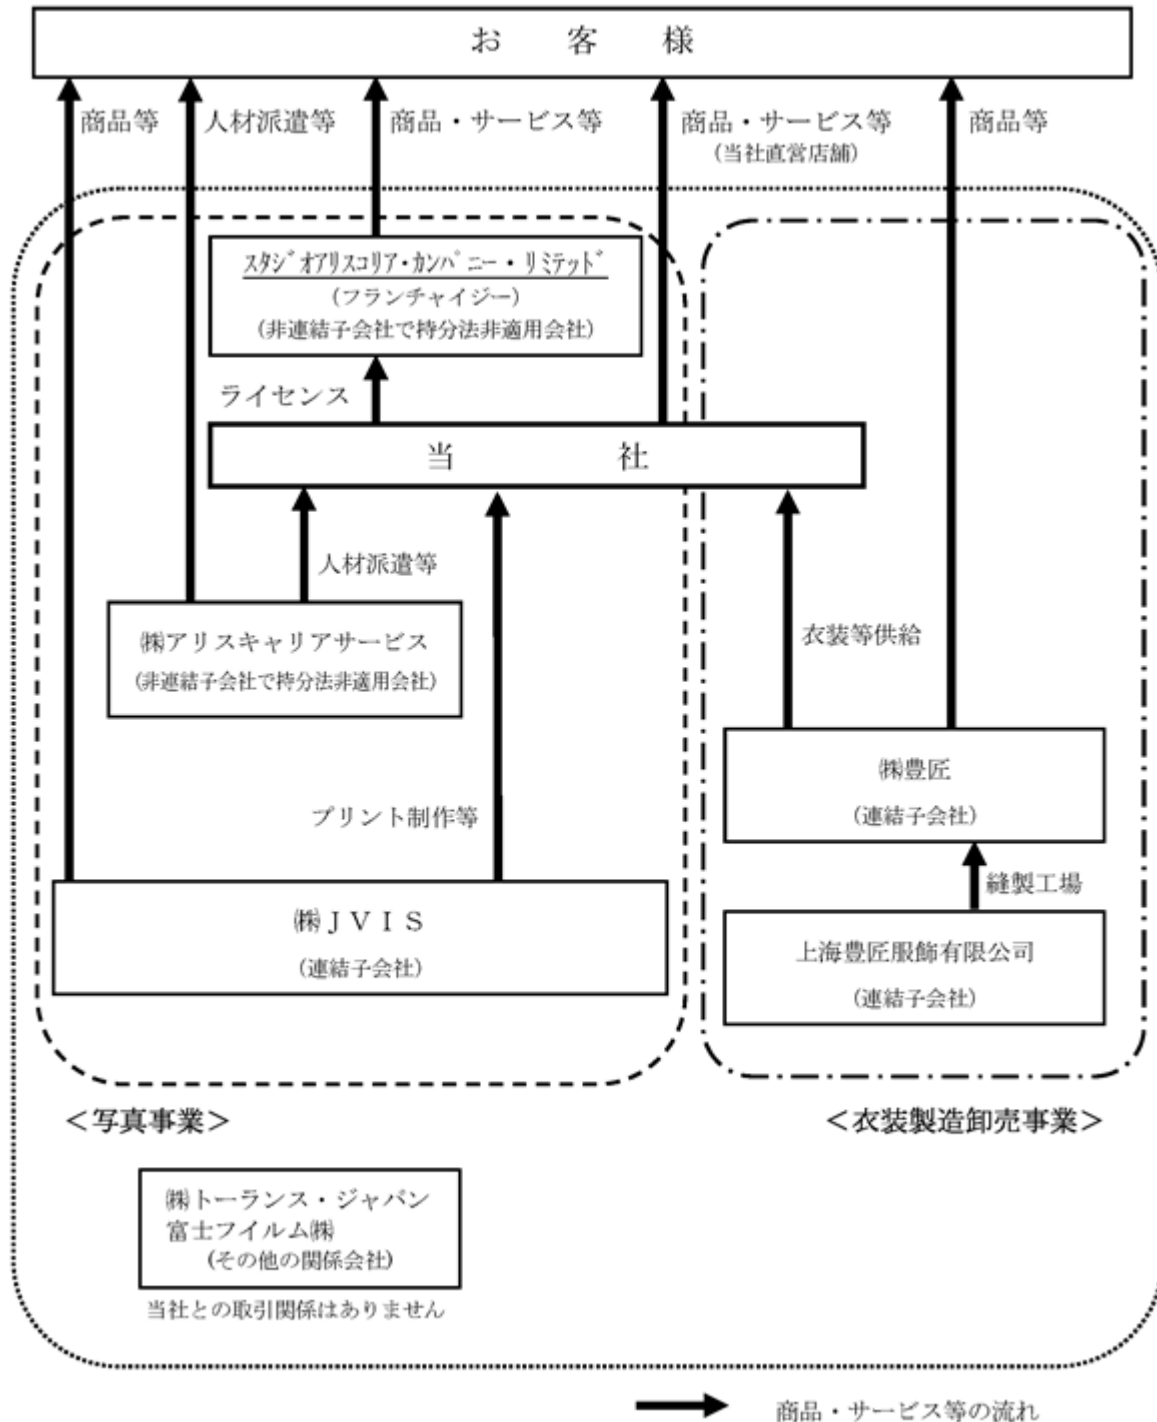 お客様
商品等
人材派遣等
商品・サービス等
商品・サービス等
(当社直営店舗)
商品等
スタジオアリスコリア・カンパニー・リミテッド
(フランチャイジー)
(非連結子会社で持分法非適用会社)
ライセンス
当社
人材派遣等
㈱アリスキャリアサービス
(非連結子会社で持分法非適用会社)
衣装等供給
㈱豊匠
(連結子会社)
プリント制作等
縫製工場
㈱ＪＶＩＳ
(連結子会社)
上海豊匠服飾有限公司
(連結子会社)
＜写真事業＞
＜衣装製造卸売事業＞
㈱トーランス・ジャパン
富士フイルム㈱
(その他の関係会社)
当社との取引関係はありません
商品・サービス等の流れ